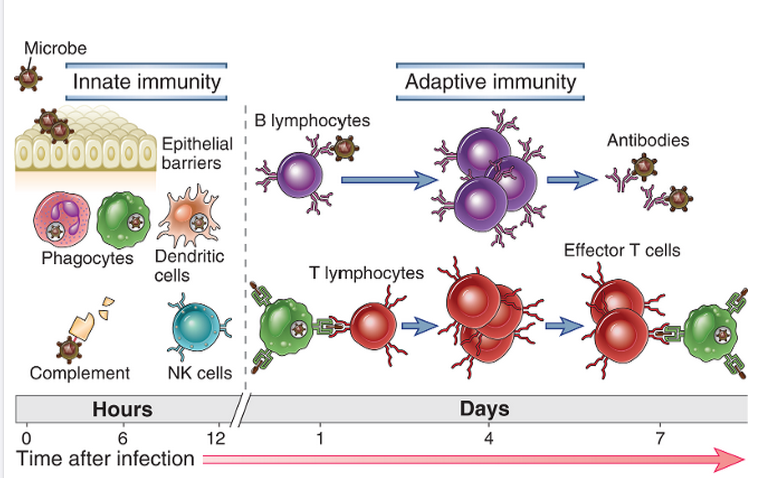 Microbe
Innate immunity
Adaptive immunity
Epithelial
barriers
B lymphocytes
Antibodies
Phagocytes
Dendritic
cells
T lymphocytes
Effector T cells
Complement
NK cells
Hours
Days
0 6 12 1 4 7
Time after infection